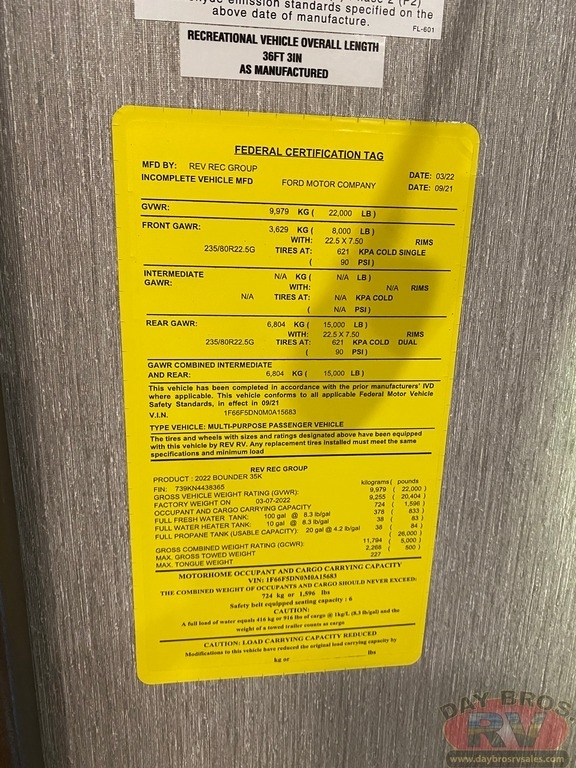 emission standards specified on the
above date of manufacture.
FL-601
RECREATIONAL VEHICLE OVERALL LENGTH
36FT 3IN
AS MANUFACTURED
FEDERAL CERTIFICATION TAG
MFD BY: REV REC GROUP DATE: 03/22
INCOMPLETE VEHICLE MFD FORD MOTOR COMPANY DATE: 09/21
GVWR: 9,979 KG ( 22,000 LB )
FRONT GAWR: 3,629 KG ( 8,000 LB )
WITH: 22.5 X 7.50 RIMS
235/80R22.5G TIRES AT: 621 KPA COLD SINGLE
( 90 PSI )
INTERMEDIATE N/A KG ( N/A LB )
GAWR: WITH: N/A RIMS
N/A TIRES AT: N/A KPA COLD
( N/A PSI )
REAR GAWR: 6,804 KG ( 15,000 LB )
WITH: 22.5 X 7.50 RIMS
235/80R22.5G TIRES AT: 621 KPA COLD DUAL
( 90 PSI )
GAWR COMBINED INTERMEDIATE
AND REAR: 6,804 KG ( 15,000 LB )
This vehicle has been completed in accordance with the prior manufacturers' IVD
where applicable. This vehicle conforms to all applicable Federal Motor Vehicle
Safety Standards, in effect in 09/21
V.I.N. 1F66F5DN0M0A15683
TYPE VEHICLE: MULTI-PURPOSE PASSENGER VEHICLE
The tires and wheels with sizes and ratings designated above have been equipped
with this vehicle by REV RV. Any replacement tires installed must meet the same
specifications and minimum load
REV REC GROUP
PRODUCT : 2022 BOUNDER 35K
FIN: 739KN4438365 kilograms ( pounds
GROSS VEHICLE WEIGHT RATING (GVWR): 9,979 ( 22,000 )
FACTORY WEIGHT ON 03-07-2022 9,255 ( 20,404 )
OCCUPANT AND CARGO CARRYING CAPACITY 724 ( 1,596 )
FULL FRESH WATER TANK: 100 gal @ 8.3 lb/gal 378 ( 833 )
FULL WATER HEATER TANK: 10 gal @ 8.3 lb/gal 38 ( 83 )
FULL PROPANE TANK (USABLE CAPACITY): 20 gal @ 4.2 lb/gal 38 ( 84 )
GROSS COMBINED WEIGHT RATING (GCWR): 11,794 ( 26,000 )
MAX. GROSS TOWED WEIGHT 2,268 ( 5,000 )
MAX. TONGUE WEIGHT 227 ( 500 )
MOTORHOME OCCUPANT AND CARGO CARRYING CAPACITY
VIN: 1F66F5DN0M0A15683
THE COMBINED WEIGHT OF OCCUPANTS AND CARGO SHOULD NEVER EXCEED:
724 kg or 1,596 lbs
Safety belt equipped seating capacity : 6
CAUTION:
A full load of water equals 416 kg or 916 lbs of cargo @ 1kg/L (8.3 lb/gal) and the
weight of a towed trailer counts as cargo
CAUTION: LOAD CARRYING CAPACITY REDUCED
Modifications to this vehicle have reduced the original load carrying capacity by
kg or lbs
DAY BROS.
RV
www.daybrosrvsales.com